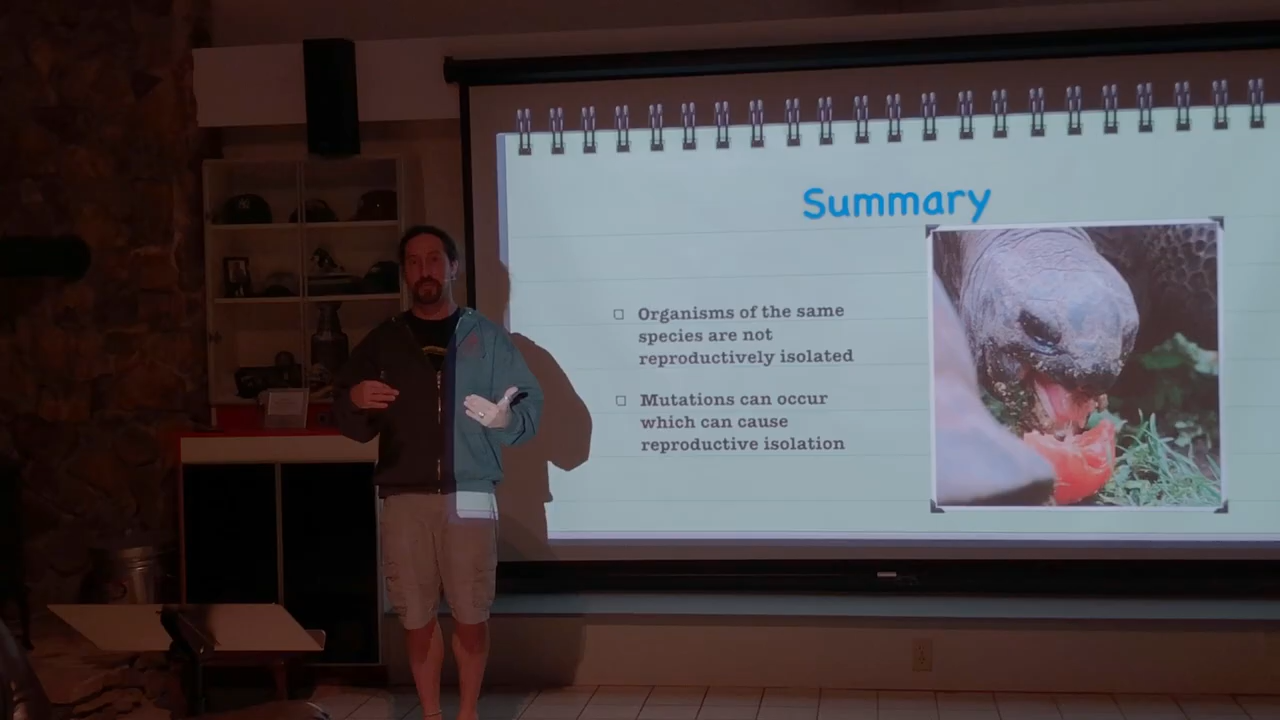 Summary
Organisms of the same
species are not
reproductively isolated
Mutations can occur
which can cause
reproductive isolation